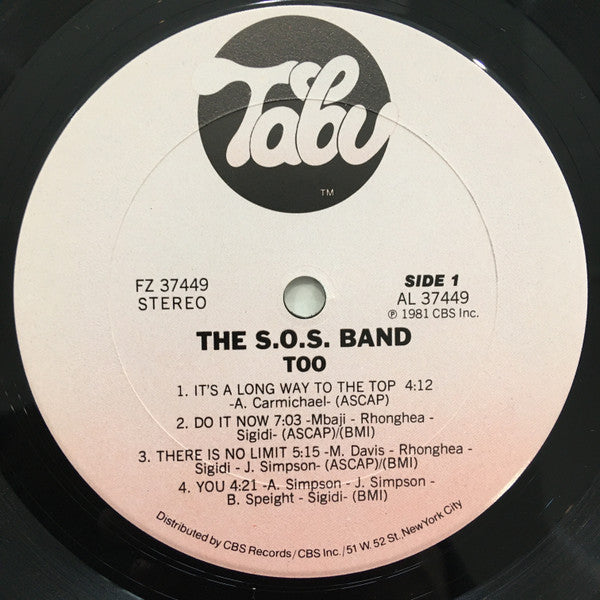 Tabu
TM
FZ 37449
STEREO
SIDE 1
AL 37449
℗ 1981 CBS Inc.
THE S.O.S. BAND
TOO
1. IT'S A LONG WAY TO THE TOP 4:12
-A. Carmichael- (ASCAP)
2. DO IT NOW 7:03 -Mbaji - Rhonghea -
Sigidi- (ASCAP)/(BMI)
3. THERE IS NO LIMIT 5:15 -M. Davis - Rhonghea -
Sigidi - J. Simpson- (ASCAP)/(BMI)
4. YOU 4:21 -A. Simpson - J. Simpson -
B. Speight - Sigidi- (BMI)
Distributed by CBS Records/CBS Inc./51 W. 52 St., New York City